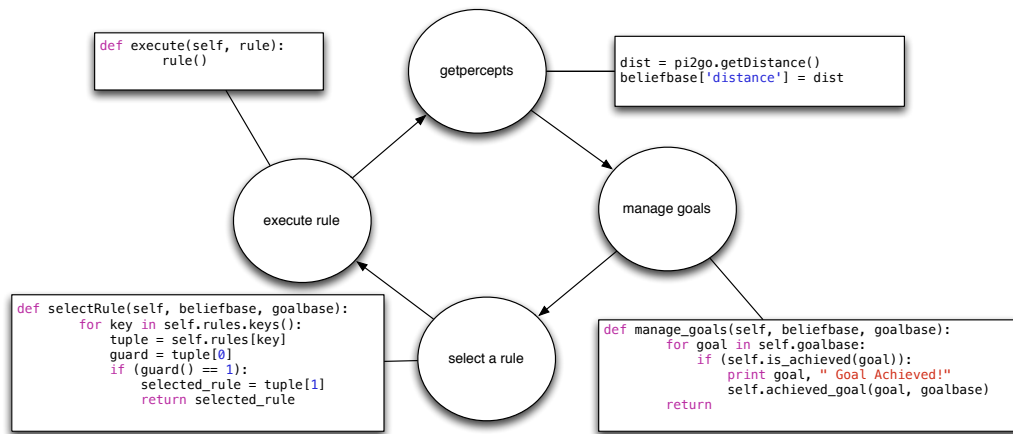 def execute(self, rule):
        rule()
getpercepts
dist = pi2go.getDistance()
beliefbase['distance'] = dist
execute rule
manage goals
def selectRule(self, beliefbase, goalbase):
        for key in self.rules.keys():
            tuple = self.rules[key]
            guard = tuple[0]
            if (guard() == 1):
                selected_rule = tuple[1]
                return selected_rule
select a rule
def manage_goals(self, beliefbase, goalbase):
        for goal in self.goalbase:
            if (self.is_achieved(goal)):
                print goal, " Goal Achieved!"
                self.achieved_goal(goal, goalbase)
        return